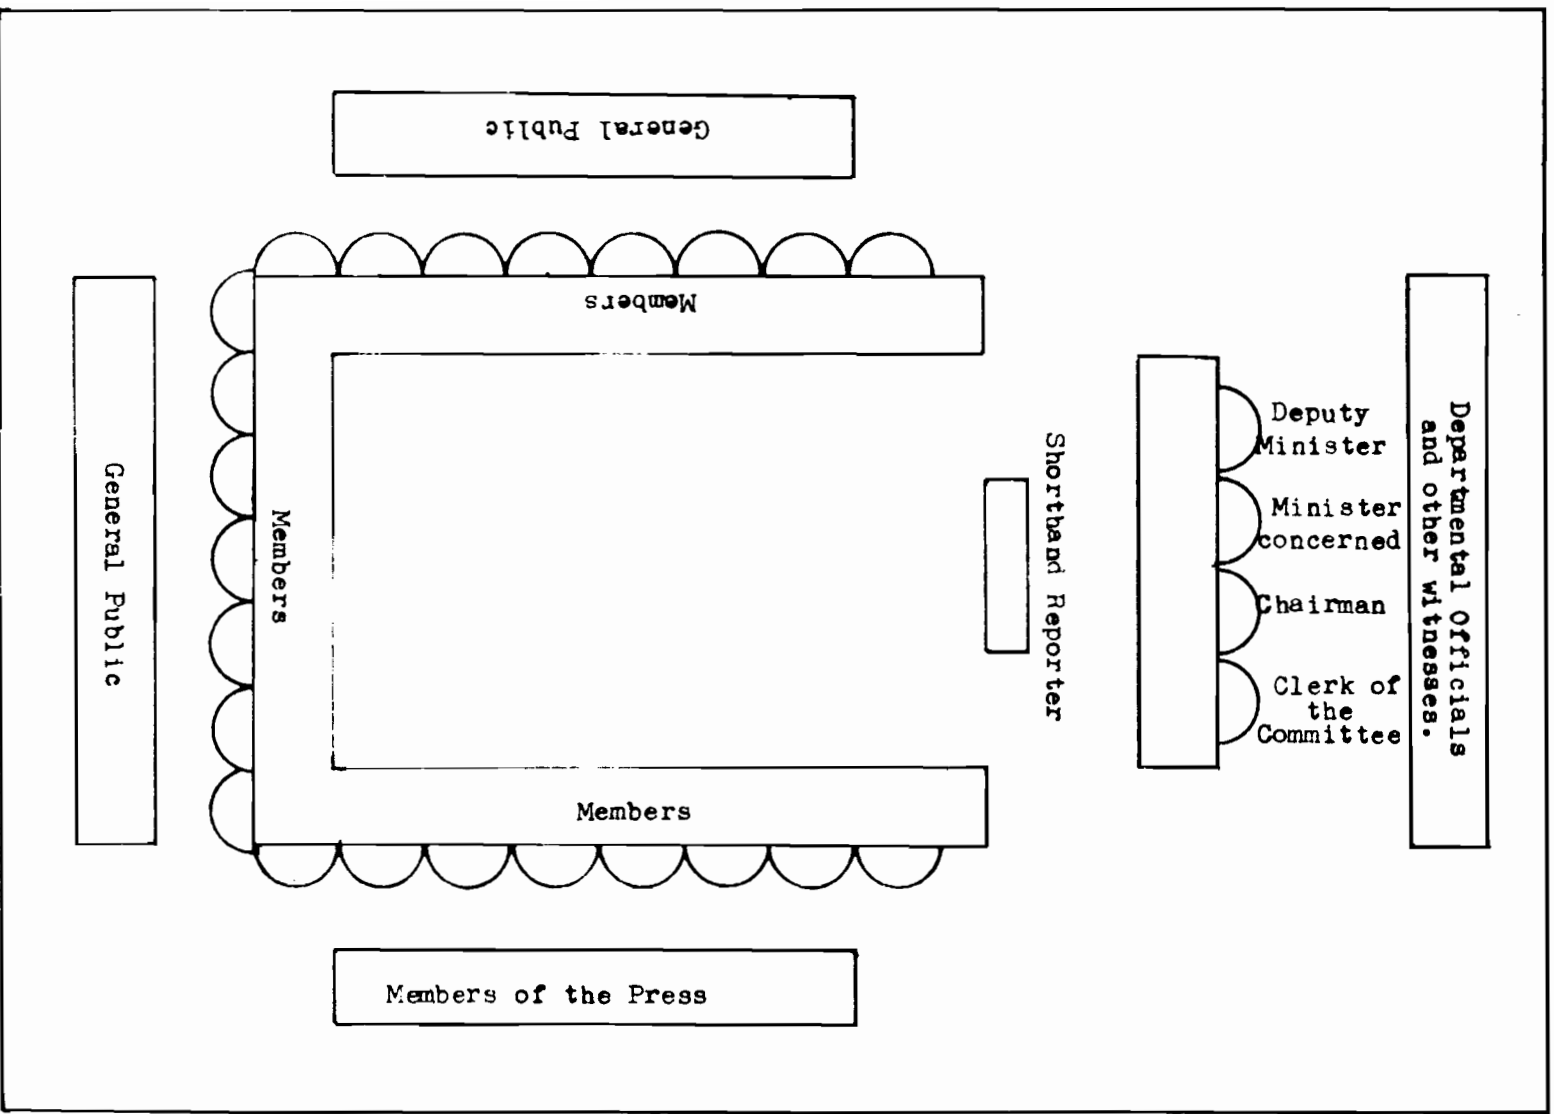 General Public
Members
General Public
Members
Shorthand Reporter
Deputy
Minister
Minister
concerned
Chairman
Clerk of
the
Committee
Departmental Officials
and other witnesses.
Members
Members of the Press